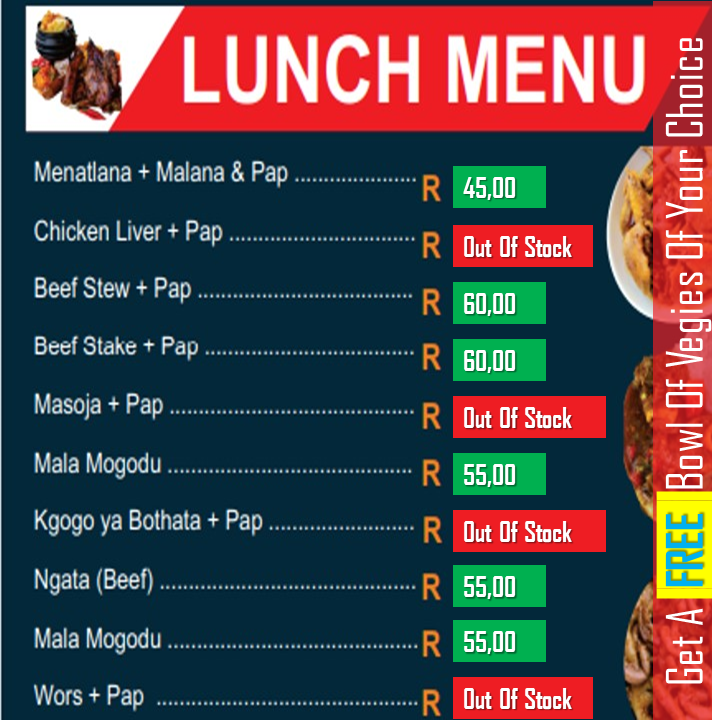 LUNCH MENU
Menatlana + Malana & Pap ..................... R 45,00
Chicken Liver + Pap ................................ R Out Of Stock
Beef Stew + Pap ..................................... R 60,00
Beef Stake + Pap .................................... R 60,00
Masoja + Pap .......................................... R Out Of Stock
Mala Mogodu .......................................... R 55,00
Kgogo ya Bothata + Pap ......................... R Out Of Stock
Ngata (Beef) ............................................ R 55,00
Mala Mogodu ........................................... R 55,00
Wors + Pap ............................................. R Out Of Stock
Get A FREE Bowl Of Vegies Of Your Choice